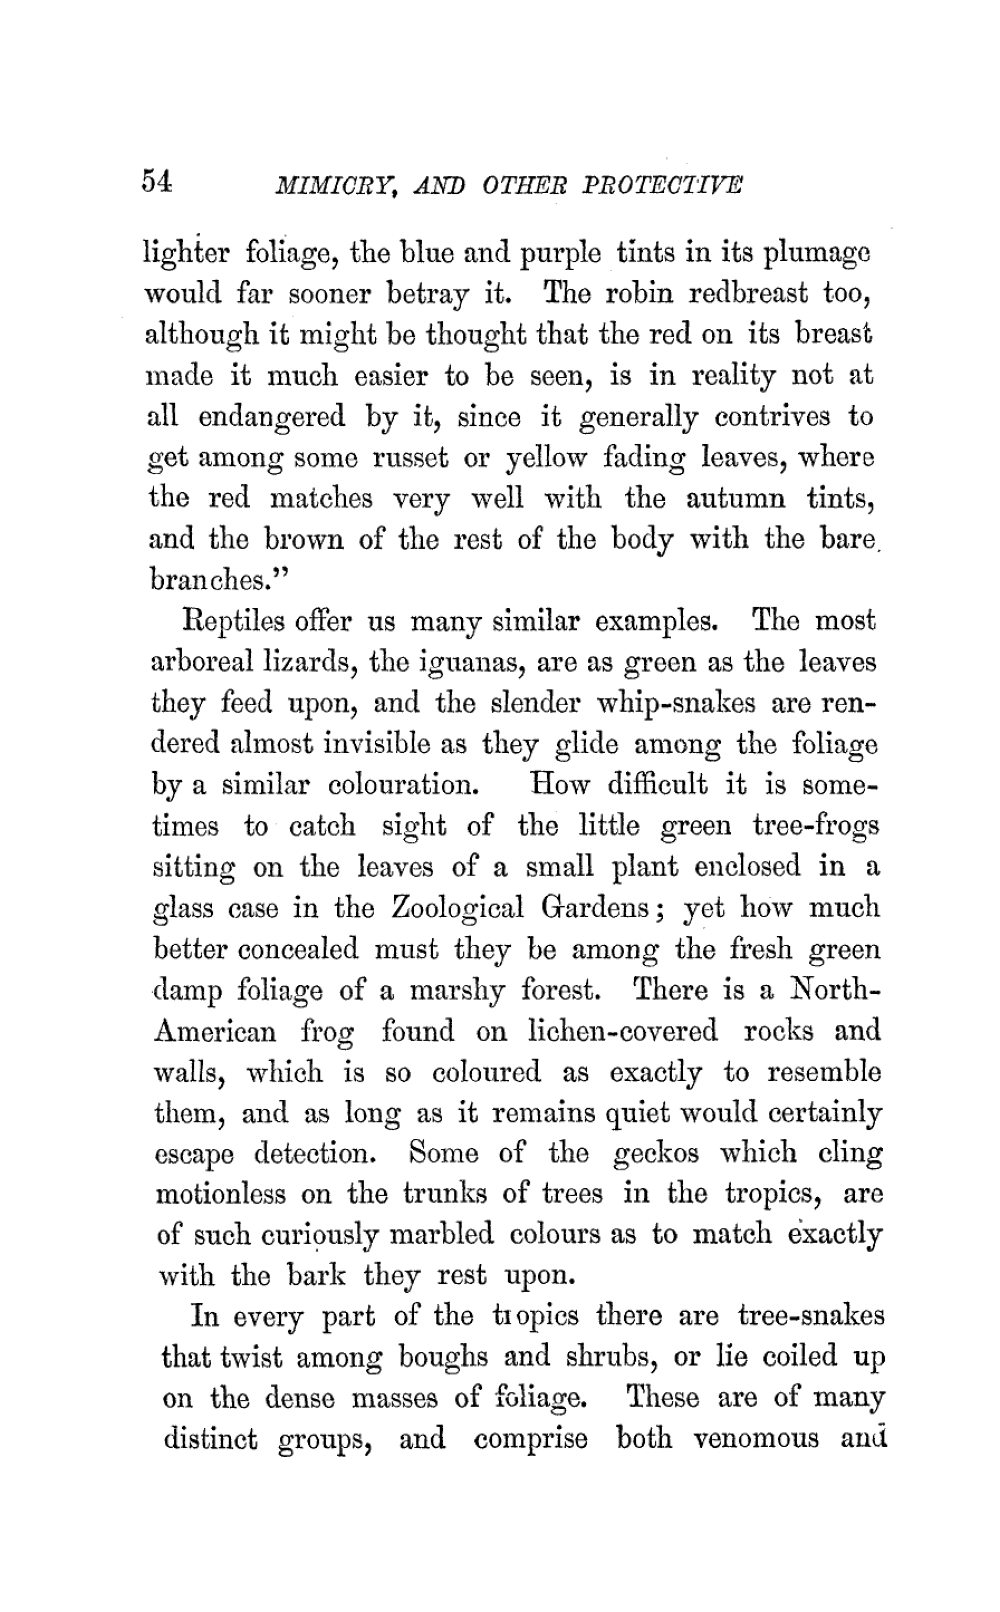 54 MIMICRY, AND OTHER PROTECTIVE
lighter foliage, the blue and purple tints in its plumage
would far sooner betray it. The robin redbreast too,
although it might be thought that the red on its breast
made it much easier to be seen, is in reality not at
all endangered by it, since it generally contrives to
get among some russet or yellow fading leaves, where
the red matches very well with the autumn tints,
and the brown of the rest of the body with the bare
branches.”
Reptiles offer us many similar examples. The most
arboreal lizards, the iguanas, are as green as the leaves
they feed upon, and the slender whip-snakes are ren-
dered almost invisible as they glide among the foliage
by a similar colouration. How difficult it is some-
times to catch sight of the little green tree-frogs
sitting on the leaves of a small plant enclosed in a
glass case in the Zoological Gardens; yet how much
better concealed must they be among the fresh green
damp foliage of a marshy forest. There is a North-
American frog found on lichen-covered rocks and
walls, which is so coloured as exactly to resemble
them, and as long as it remains quiet would certainly
escape detection. Some of the geckos which cling
motionless on the trunks of trees in the tropics, are
of such curiously marbled colours as to match exactly
with the bark they rest upon.
In every part of the tropics there are tree-snakes
that twist among boughs and shrubs, or lie coiled up
on the dense masses of foliage. These are of many
distinct groups, and comprise both venomous and